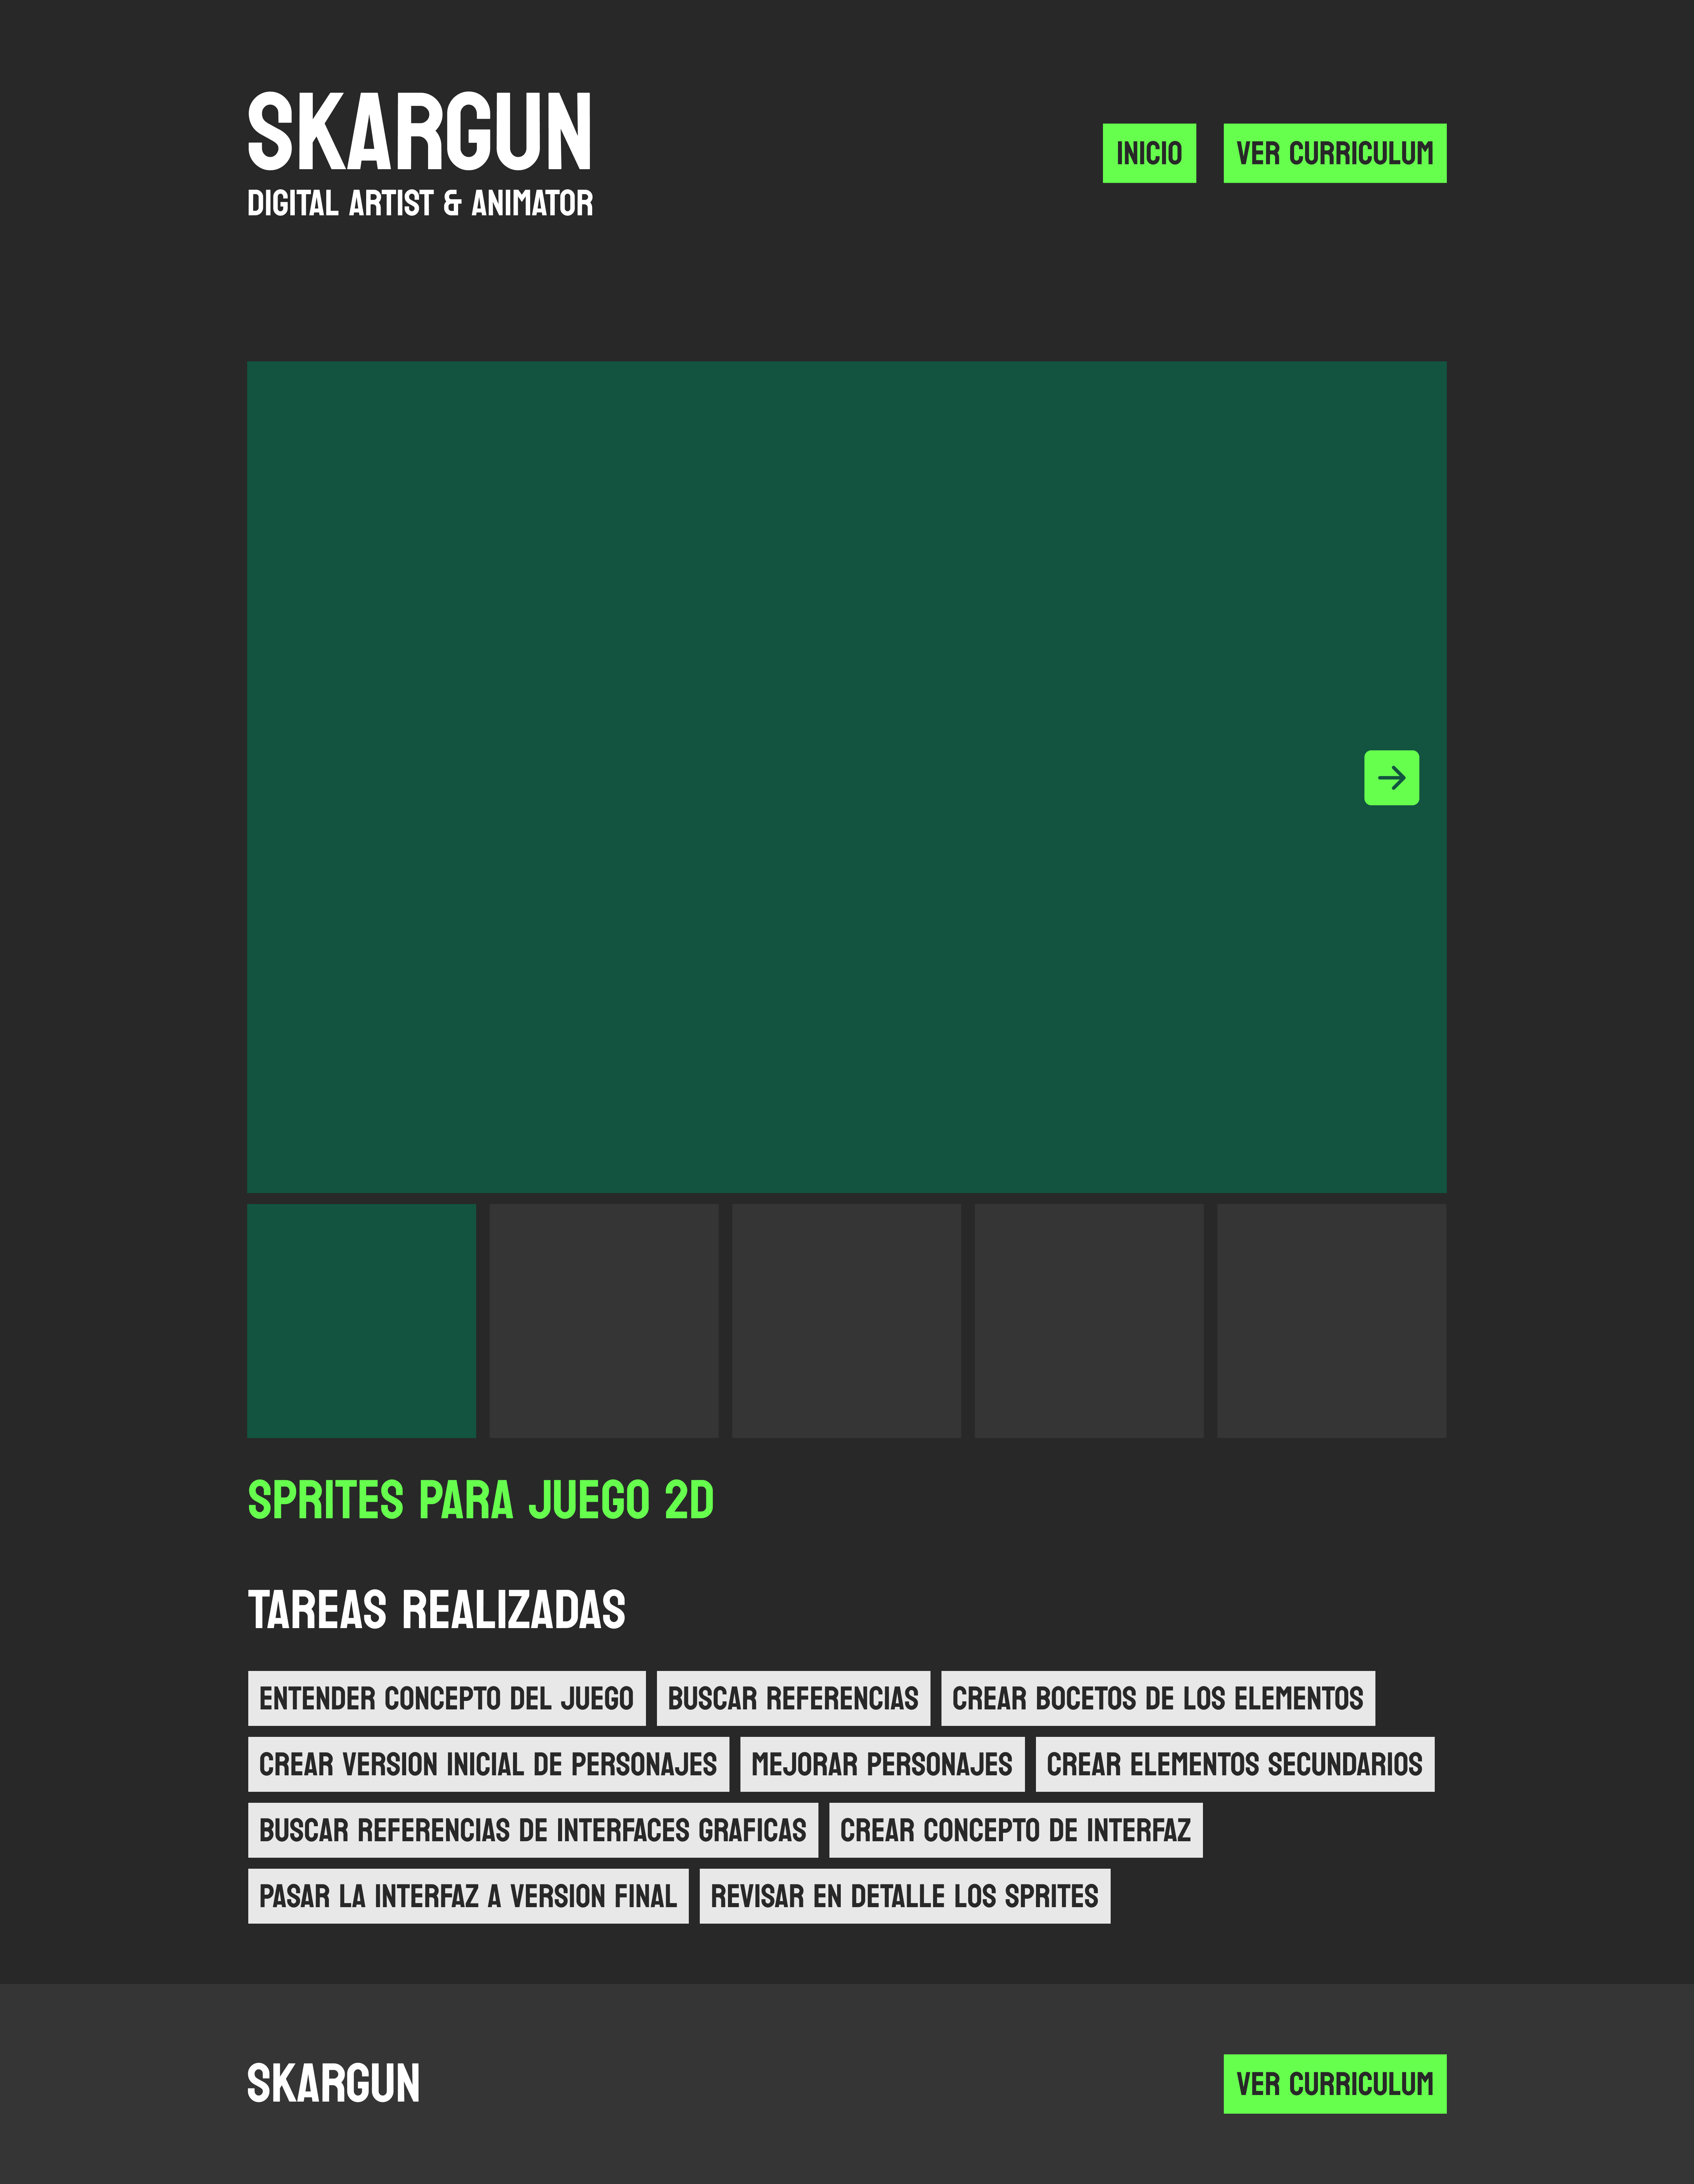 SKARGUN
DIGITAL ARTIST & ANIMATOR
INICIO
VER CURRICULUM
SPRITES PARA JUEGO 2D
TAREAS REALIZADAS
ENTENDER CONCEPTO DEL JUEGO
BUSCAR REFERENCIAS
CREAR BOCETOS DE LOS ELEMENTOS
CREAR VERSION INICIAL DE PERSONAJES
MEJORAR PERSONAJES
CREAR ELEMENTOS SECUNDARIOS
BUSCAR REFERENCIAS DE INTERFACES GRAFICAS
CREAR CONCEPTO DE INTERFAZ
PASAR LA INTERFAZ A VERSION FINAL
REVISAR EN DETALLE LOS SPRITES
SKARGUN
VER CURRICULUM